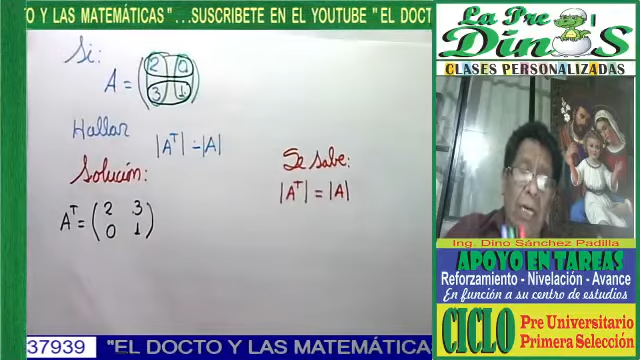 O Y LAS MATEMÁTICAS"...SUSCRIBETE EN EL YOUTUBE "EL DOCTO
Si:
A = ( 2 0
3 1 )
Hallar
|Aᵀ| - |A|
Solución:
Aᵀ = ( 2 3
0 1 )
Se sabe:
|Aᵀ| = |A|
37939 "EL DOCTO Y LAS MATEMÁTICA
La Pre
DinoS
CLASES PERSONALIZADAS
Ing. Dino Sánchez Padilla
APOYO EN TAREAS
Reforzamiento - Nivelación - Avance
En función a su centro de estudios
CICLO Pre Universitario
Primera Selección